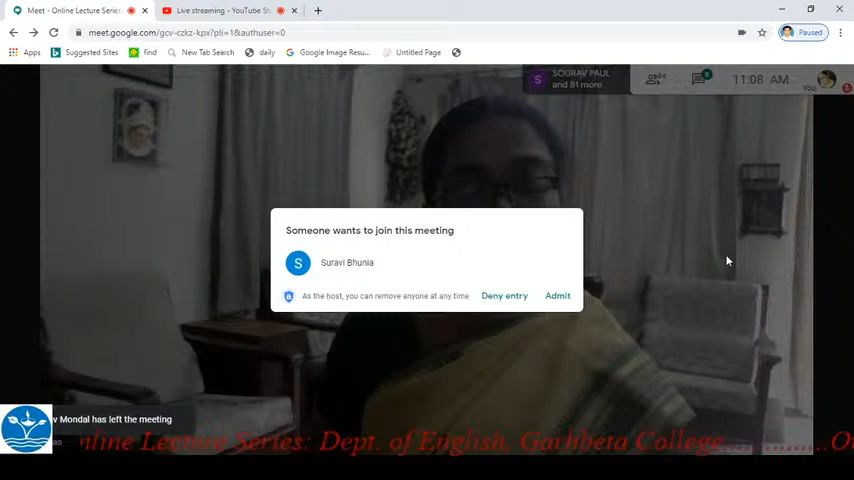 Meet - Online Lecture Series
Live streaming - YouTube St
meet.google.com/gcv-czkz-kpx?pli=1&authuser=0
Paused
Apps
Suggested Sites
find
New Tab Search
daily
Google Image Resu...
Untitled Page
S
SOURAV PAUL
and 81 more
11:08 AM
You
Someone wants to join this meeting
S
Suravi Bhunia
As the host, you can remove anyone at any time
Deny entry
Admit
Mondal has left the meeting
nline Lecture Series: Dept. of English, Garhbeta College